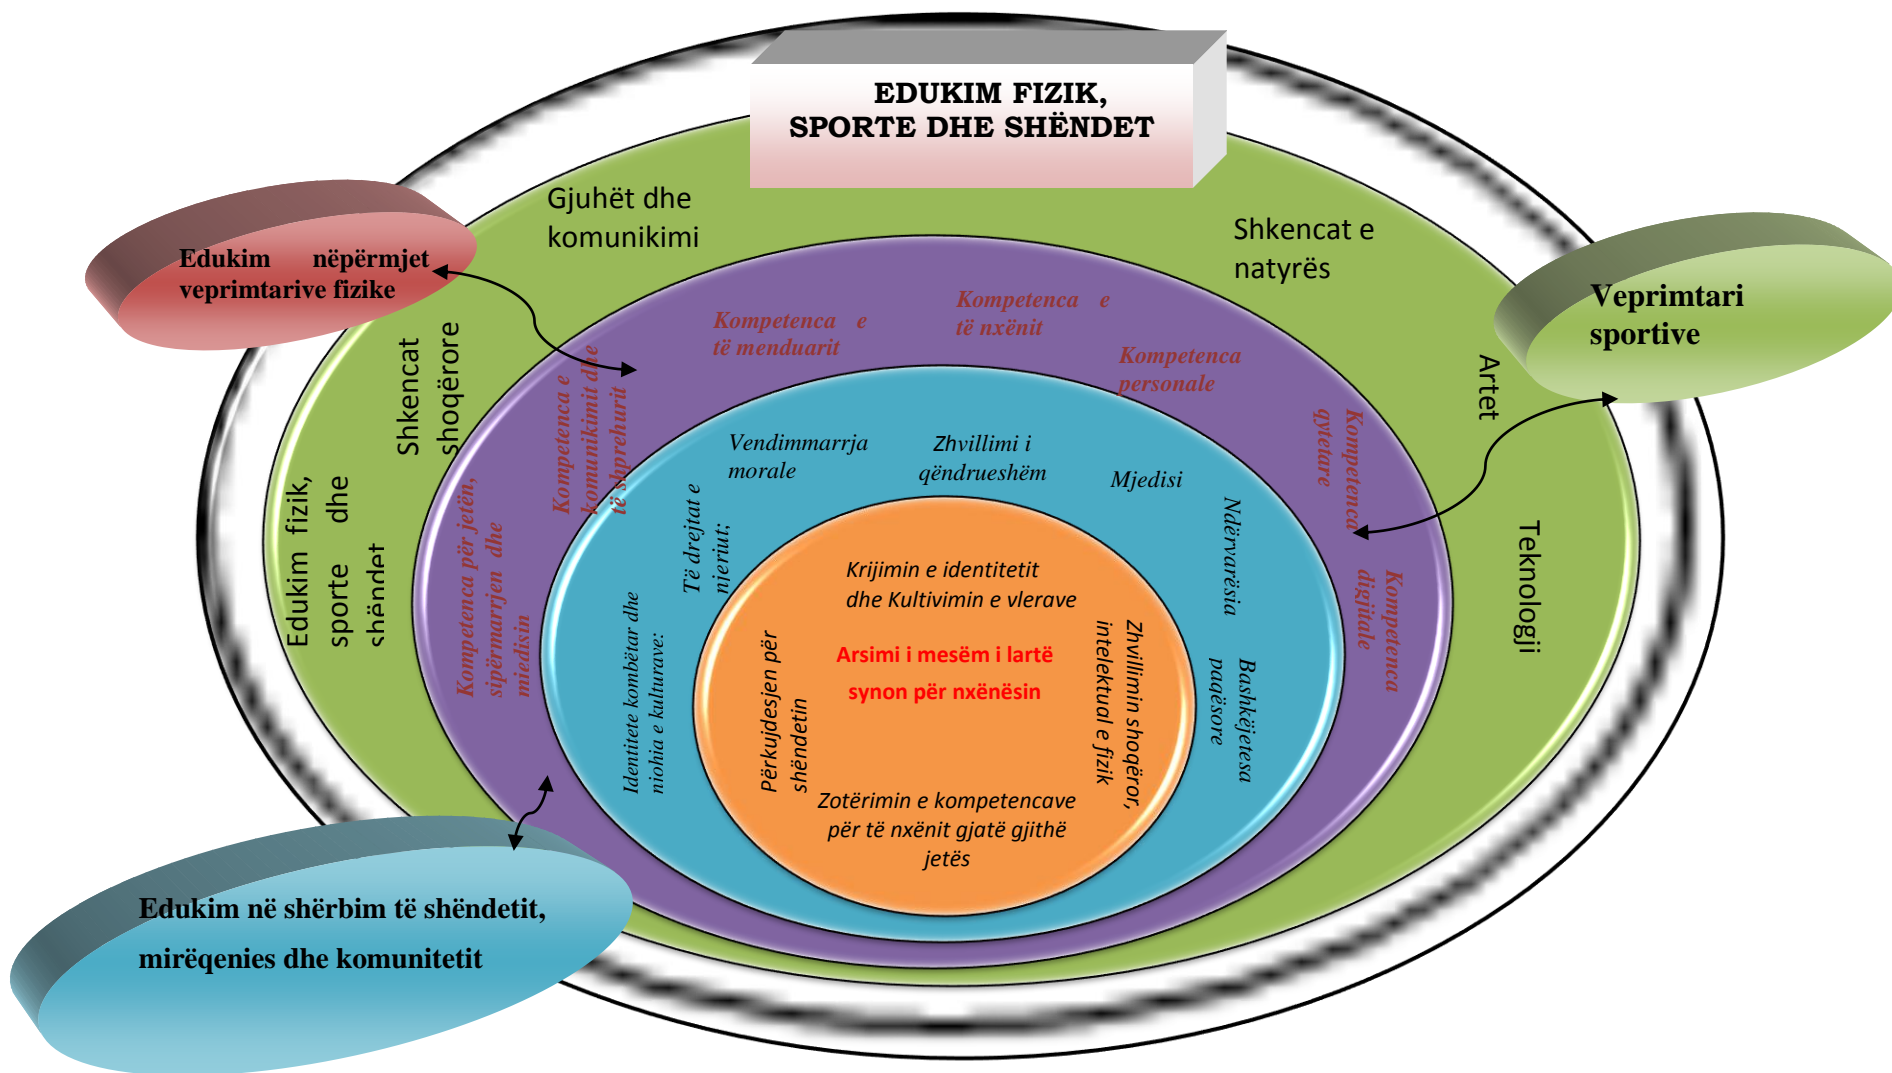 EDUKIM FIZIK,
SPORTE DHE SHËNDET
Gjuhët dhe
komunikimi
Shkencat e
natyrës
Edukim nëpërmjet
veprimtarive fizike
Veprimtari
sportive
Shkencat
shoqërore
Artet
Edukim fizik,
sporte dhe
shëndet
Teknologji
Kompetenca e
të menduarit
Kompetenca e
të nxënit
Kompetenca
personale
Kompetenca e
komunikimit dhe
të shprehurit
Kompetenca
qytetare
Kompetenca për jetën,
sipërmarrjen dhe
mjedisin
Kompetenca
digjitale
Vendimmarrja
morale
Zhvillimi i
qëndrueshëm
Mjedisi
Të drejtat e
njeriut;
Ndërvarësia
Identitete kombëtar dhe
njohja e kulturave;
Bashkëjetesa
paqësore
Krijimin e identitetit
dhe Kultivimin e vlerave
Arsimi i mesëm i lartë
synon për nxënësin
Përkujdesjen për
shëndetin
Zhvillimin shoqëror,
intelektual e fizik
Zotërimin e kompetencave
për të nxënit gjatë gjithë
jetës
Edukim në shërbim të shëndetit,
mirëqenies dhe komunitetit